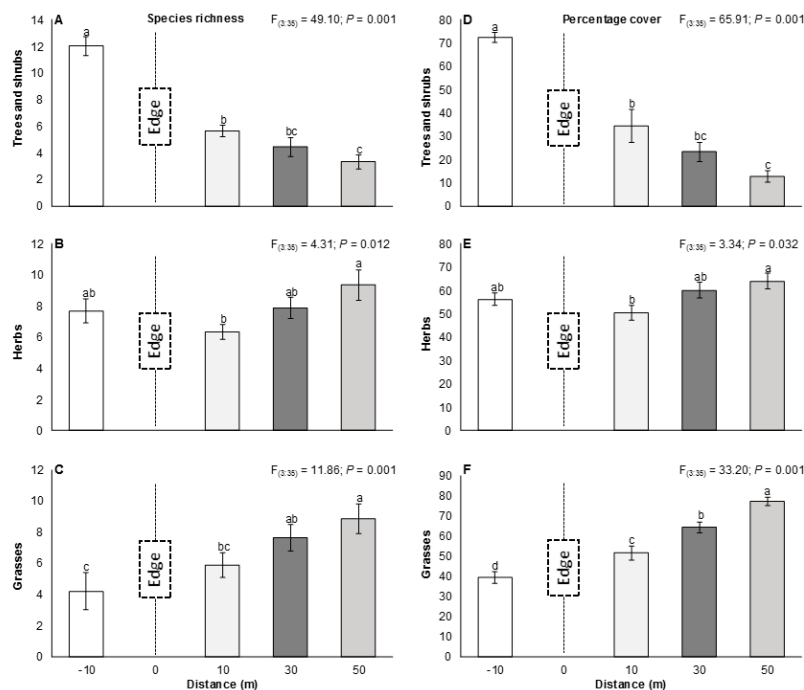 A Species richness F(3:35) = 49.10; P = 0.001
Trees and shrubs
14
12
10
8
6
4
2
0
a
Edge
b
bc
c
D Percentage cover F(3:35) = 65.91; P = 0.001
Trees and shrubs
80
70
60
50
40
30
20
10
0
a
Edge
b
bc
c
B F(3:35) = 4.31; P = 0.012
Herbs
12
10
8
6
4
2
0
ab
Edge
b
ab
a
E F(3:35) = 3.34; P = 0.032
Herbs
80
70
60
50
40
30
20
10
0
ab
Edge
b
ab
a
C F(3:35) = 11.86; P = 0.001
Grasses
12
10
8
6
4
2
0
c
Edge
bc
ab
a
-10 0 10 30 50
Distance (m)
F F(3:35) = 33.20; P = 0.001
Grasses
90
80
70
60
50
40
30
20
10
0
d
Edge
c
b
a
-10 0 10 30 50
Distance (m)